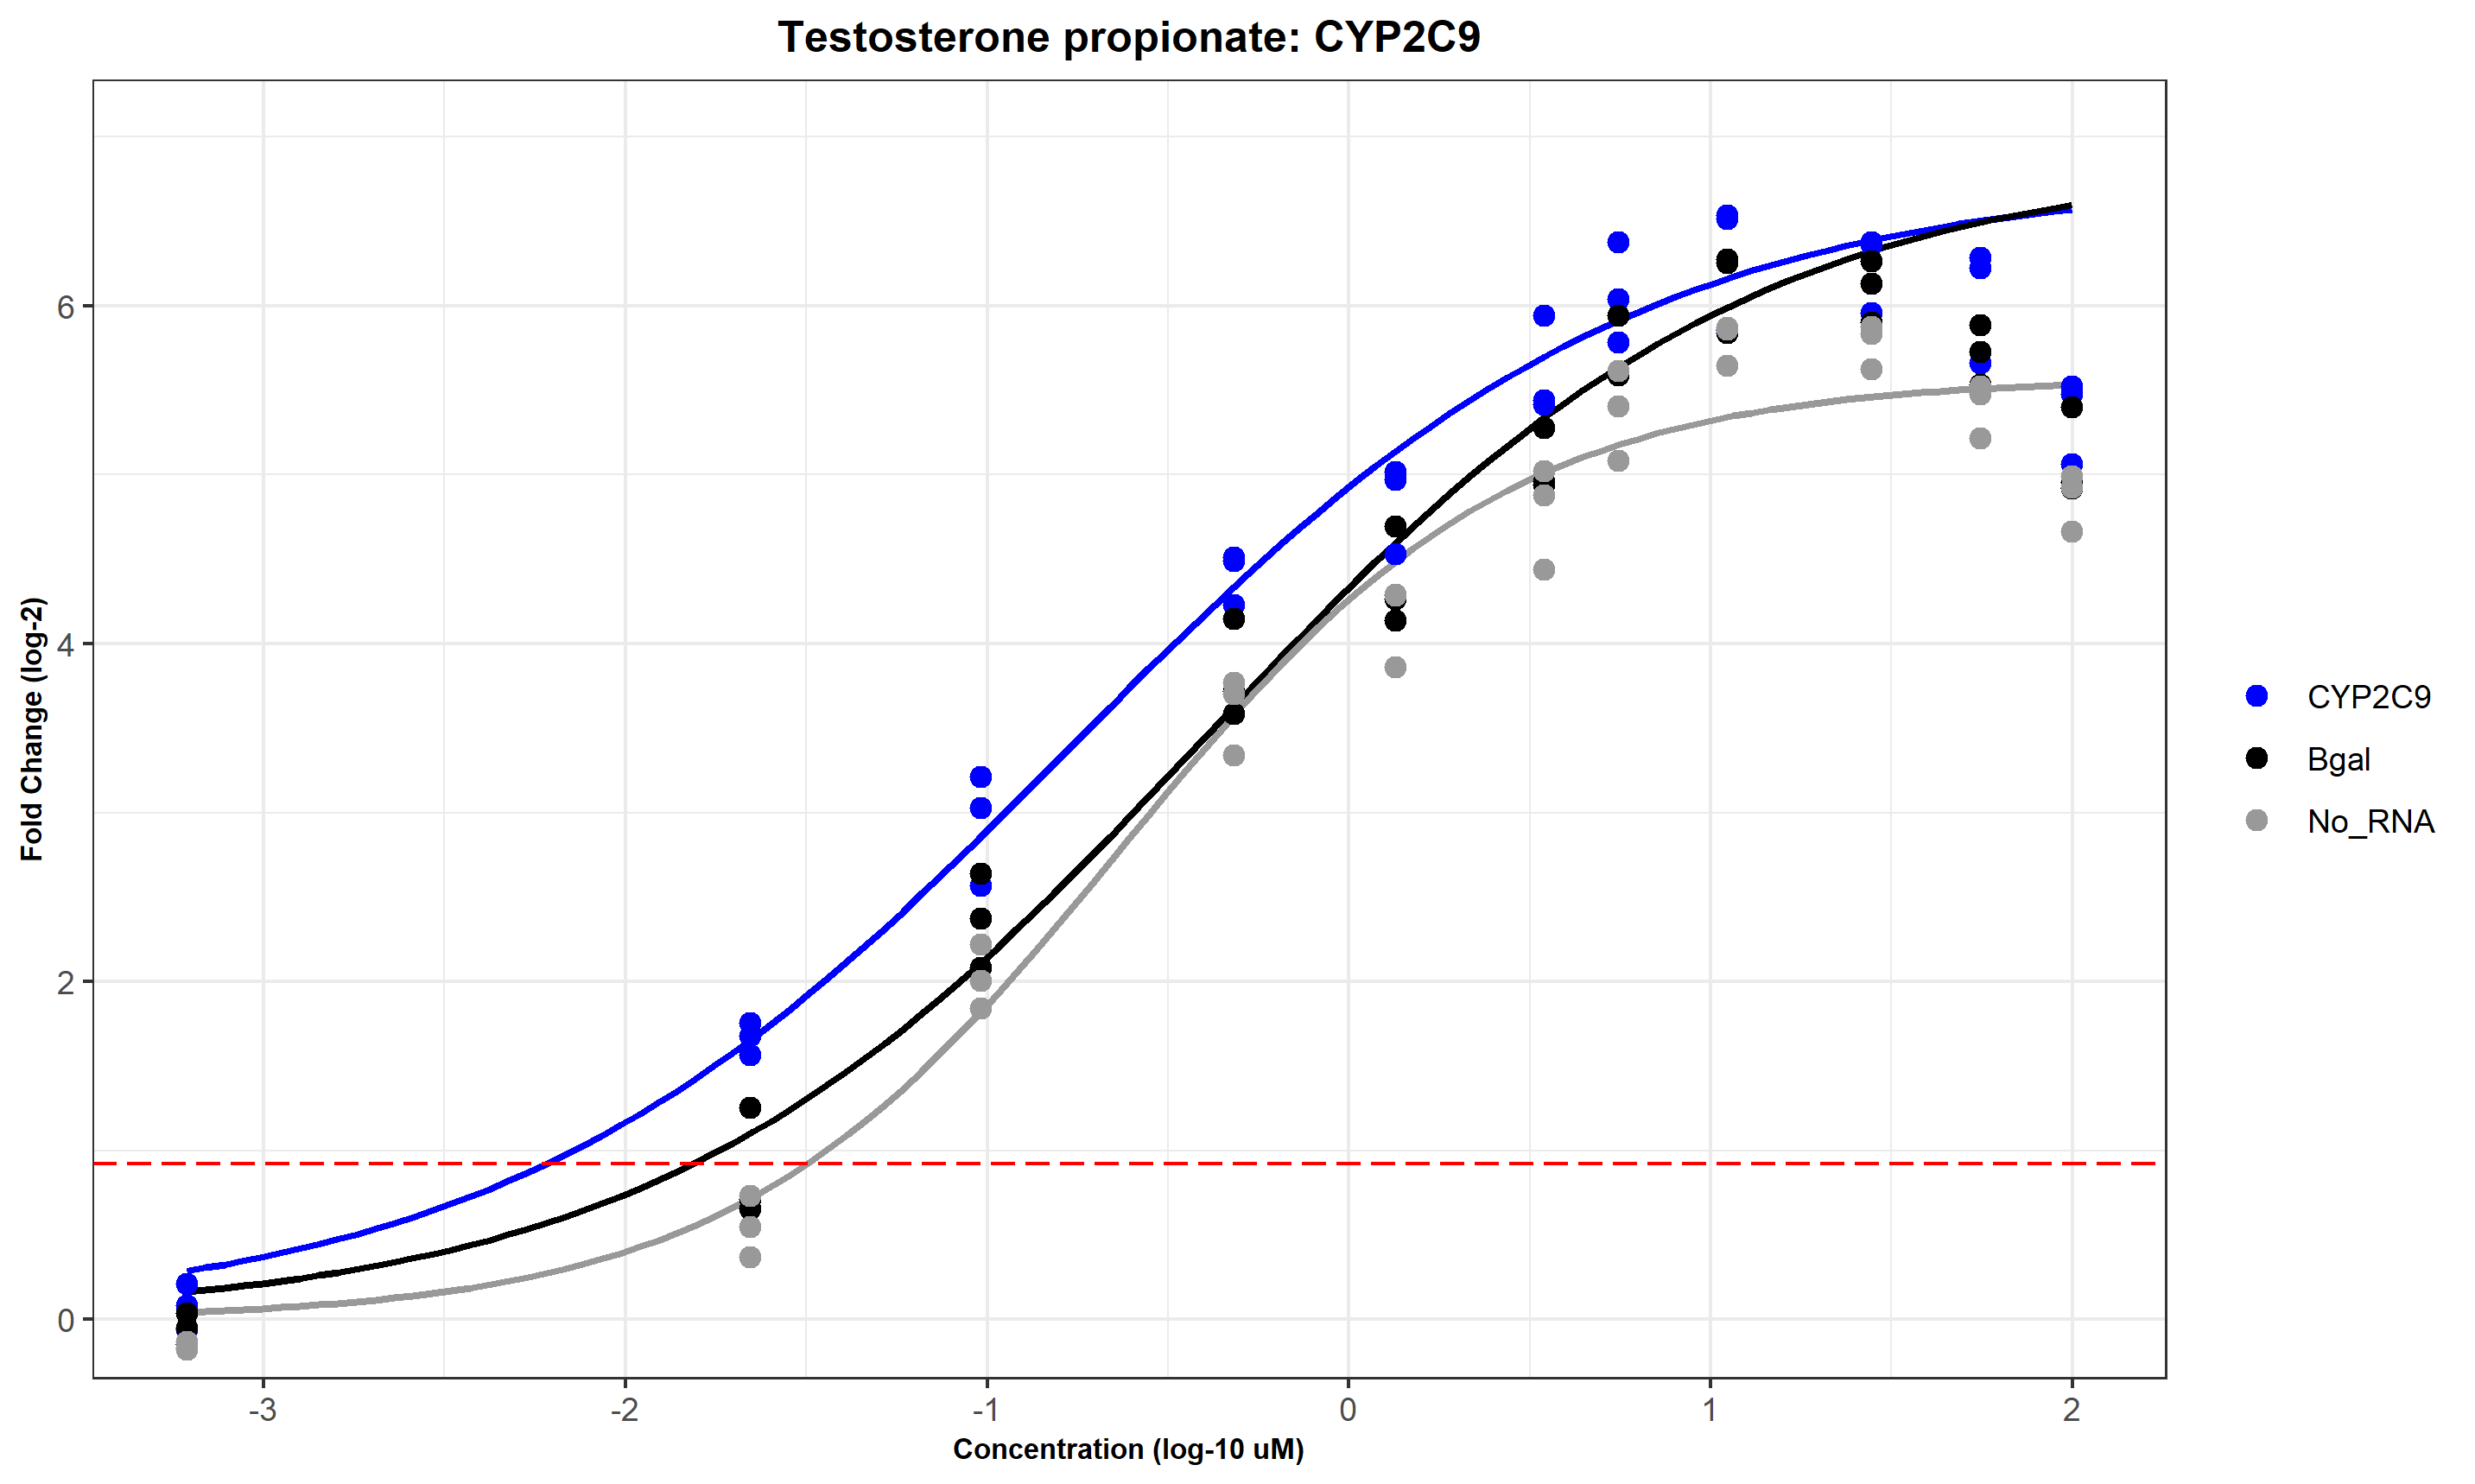 Testosterone propionate: CYP2C9
Fold Change (log-2)
6
4
2
0
-3 -2 -1 0 1 2
Concentration (log-10 uM)
CYP2C9
Bgal
No_RNA